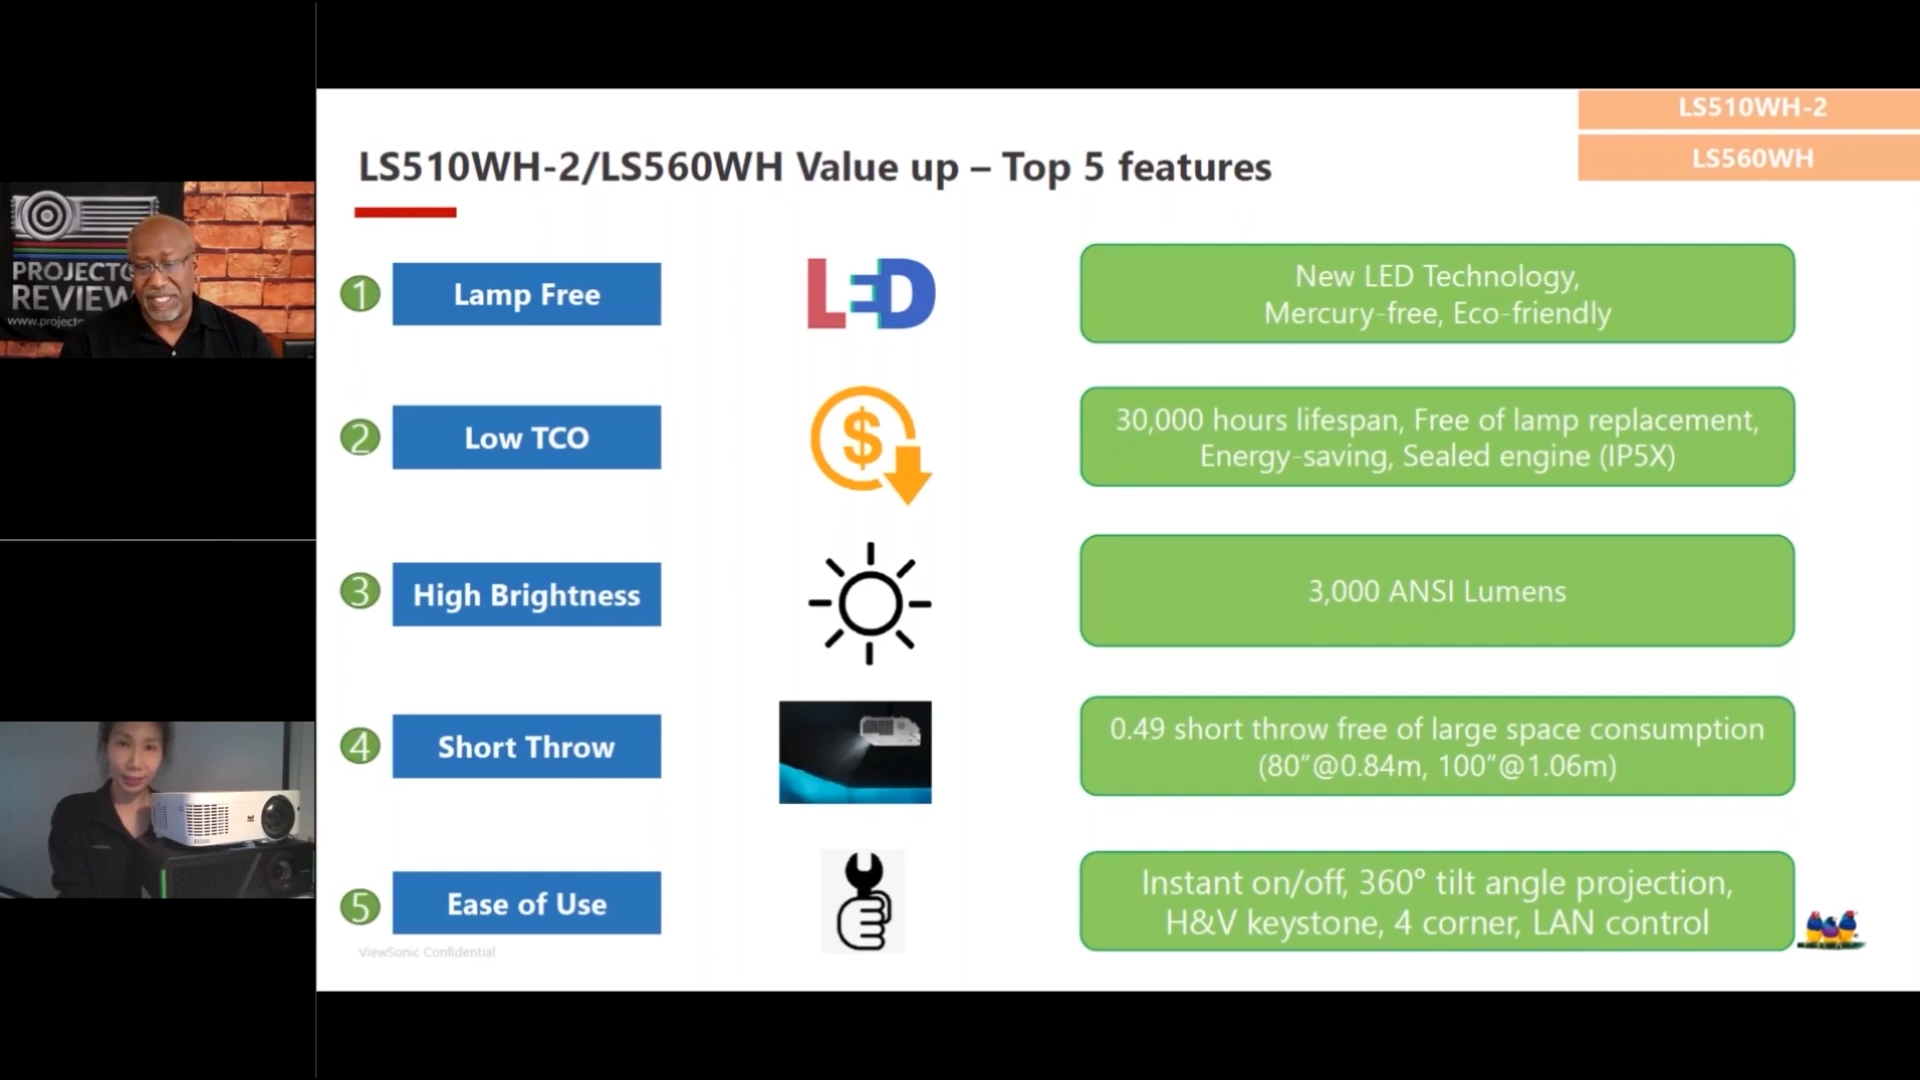 LS510WH-2
LS560WH
LS510WH-2/LS560WH Value up – Top 5 features
1
Lamp Free
LED
New LED Technology,
Mercury-free, Eco-friendly
2
Low TCO
$
30,000 hours lifespan, Free of lamp replacement,
Energy-saving, Sealed engine (IP5X)
3
High Brightness
3,000 ANSI Lumens
4
Short Throw
0.49 short throw free of large space consumption
(80”@0.84m, 100”@1.06m)
5
Ease of Use
Instant on/off, 360° tilt angle projection,
H&V keystone, 4 corner, LAN control
ViewSonic Confidential
PROJECTO
REVIEW
www.projecto